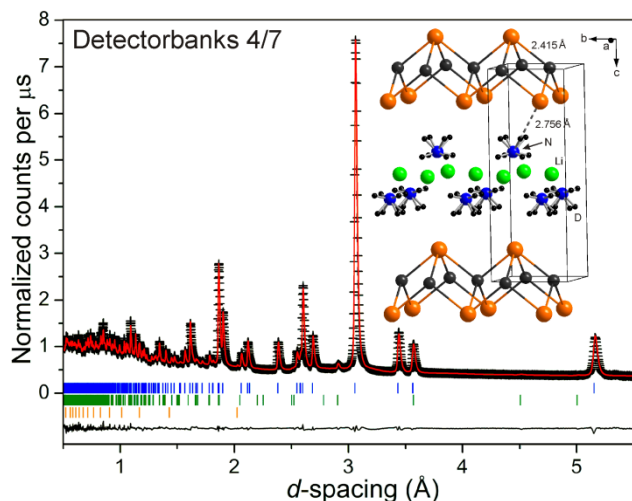 Detectorbanks 4/7
Normalized counts per μs
8
7
6
5
4
3
2
1
0
1
2
3
4
5
d-spacing (Å)
2.415 Å
b
a
c
2.756 Å
N
Li
D